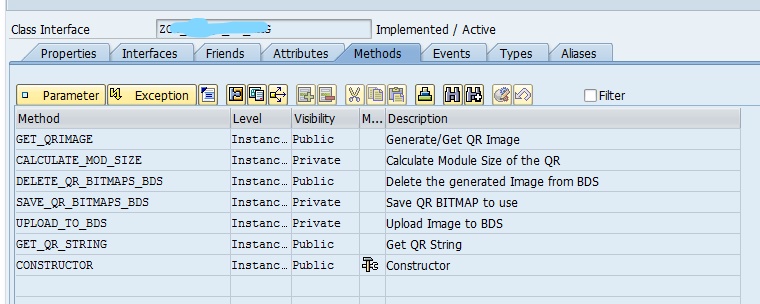 Class Interface Implemented / Active
Properties Interfaces Friends Attributes Methods Events Types Aliases
Parameter Exception Filter
Method Level Visibility M... Description
GET_QRIMAGE Instanc... Public Generate/Get QR Image
CALCULATE_MOD_SIZE Instanc... Private Calculate Module Size of the QR
DELETE_QR_BITMAPS_BDS Instanc... Public Delete the generated Image from BDS
SAVE_QR_BITMAPS_BDS Instanc... Private Save QR BITMAP to use
UPLOAD_TO_BDS Instanc... Private Upload Image to BDS
GET_QR_STRING Instanc... Public Get QR String
CONSTRUCTOR Instanc... Public Constructor